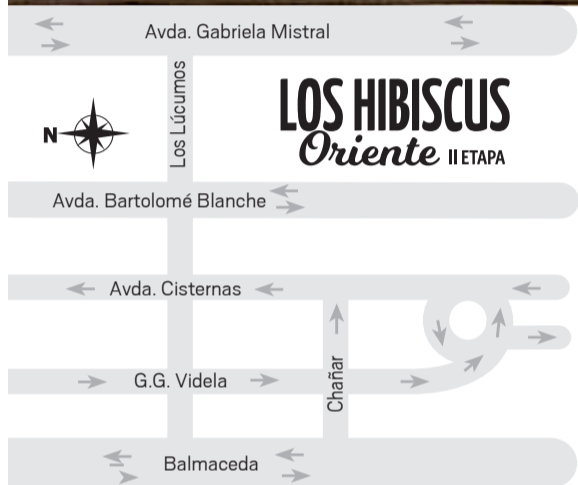 Avda. Gabriela Mistral
Los Lúcumos
LOS HIBISCUS
Oriente II ETAPA
N
Avda. Bartolomé Blanche
Avda. Cisternas
G.G. Videla
Chañar
Balmaceda